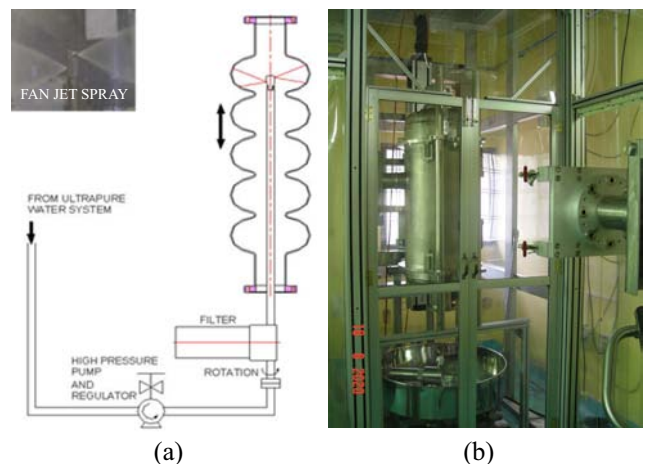 FAN JET SPRAY
FROM ULTRAPURE
WATER SYSTEM
FILTER
HIGH PRESSURE
PUMP
AND
REGULATOR
ROTATION
(a)
(b)